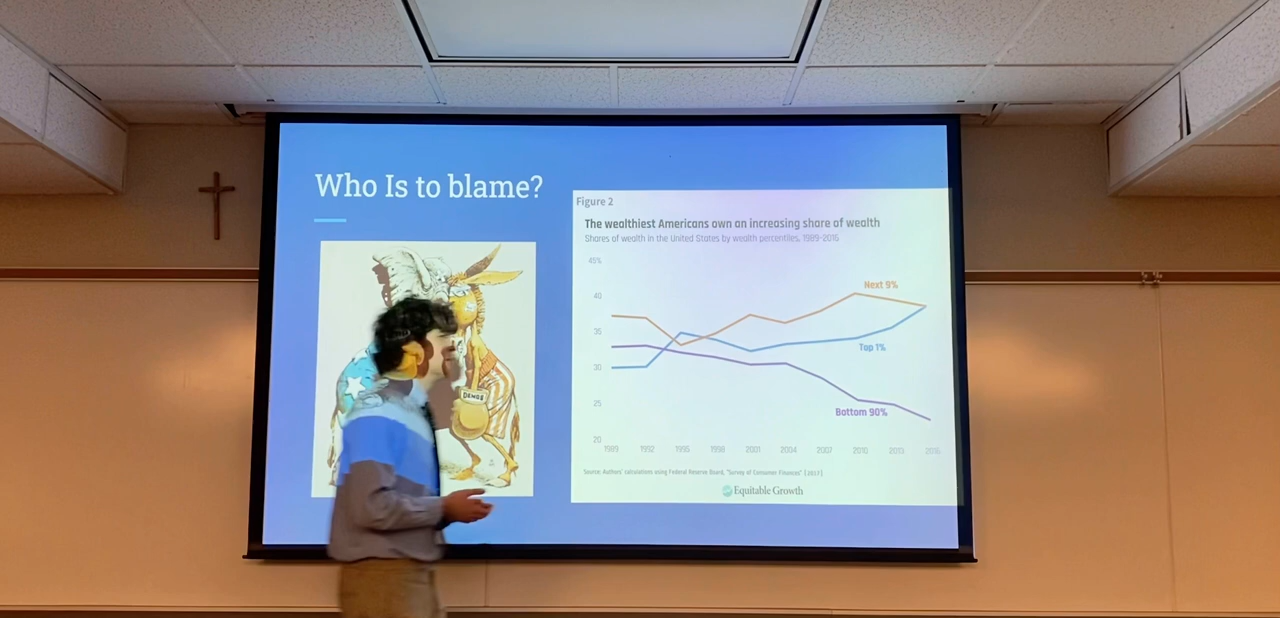 Who Is to blame?
DEMOS
Figure 2
The wealthiest Americans own an increasing share of wealth
Shares of wealth in the United States by wealth percentiles, 1989-2016
45%
40
35
30
25
20
Next 9%
Top 1%
Bottom 90%
1989 1992 1995 1998 2001 2004 2007 2010 2013 2016
Source: Authors' calculations using Federal Reserve Board, "Survey of Consumer Finances" (2017)
Equitable Growth